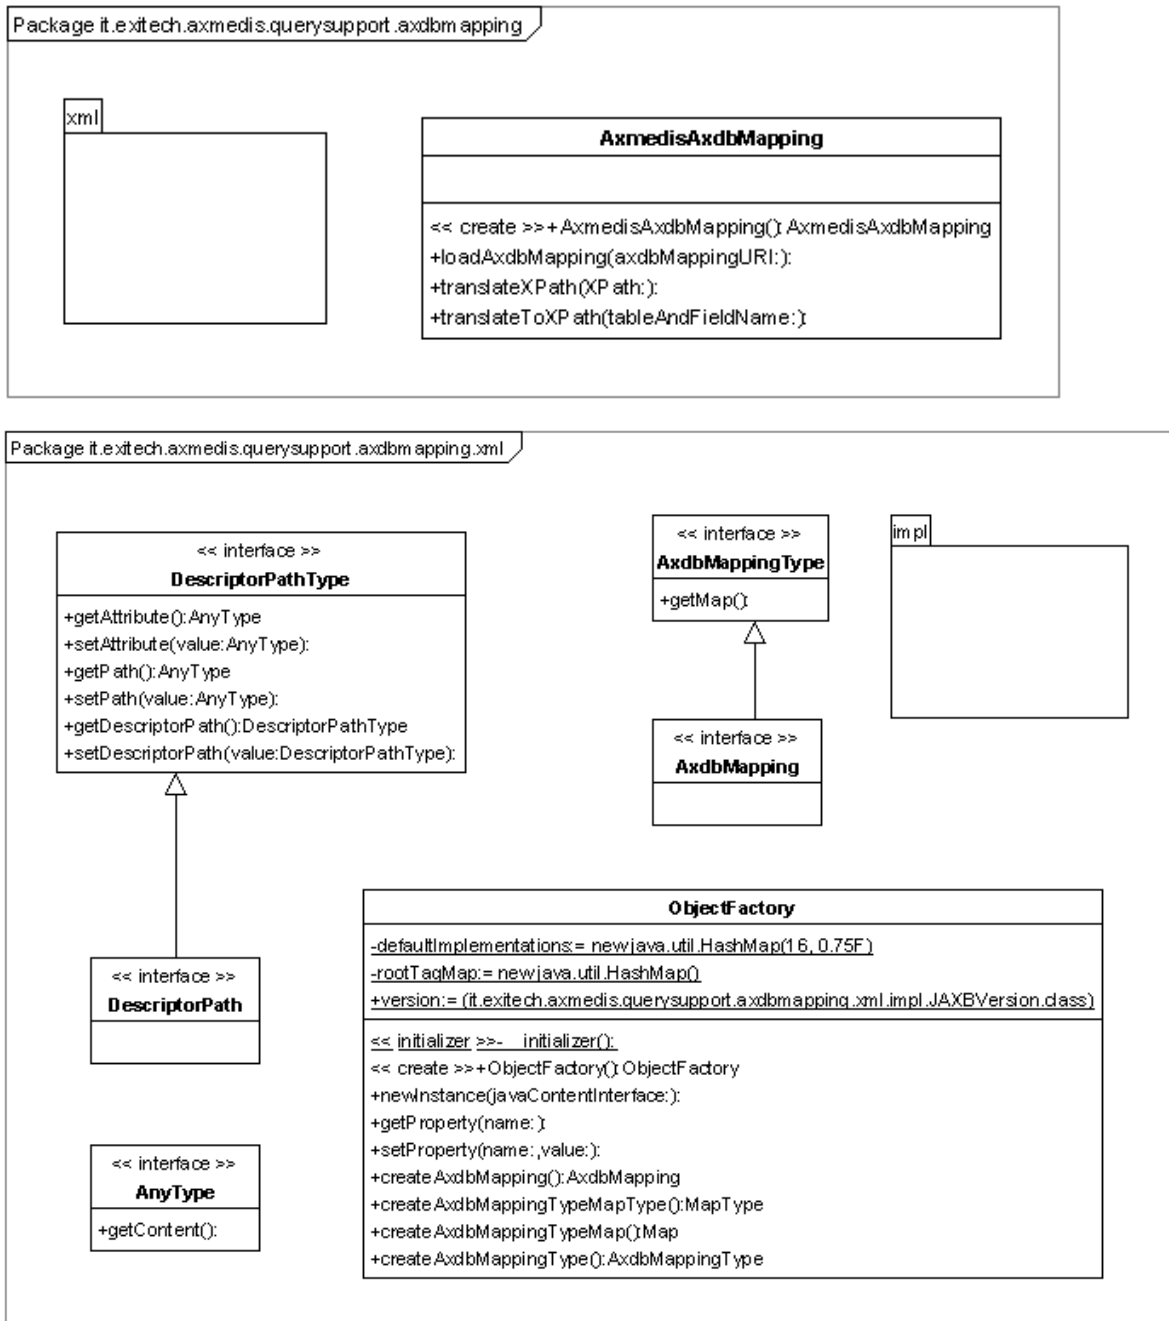 Package it.exitech.axmedis.querysupport.axdbmapping
xml
AxmedisAxdbMapping
<< create >>+AxmedisAxdbMapping():AxmedisAxdbMapping
+loadAxdbMapping(axdbMappingURI:):
+translateXPath(XPath:):
+translateToXPath(tableAndFieldName:):
Package it.exitech.axmedis.querysupport.axdbmapping.xml
<< interface >>
DescriptorPathType
+getAttribute():AnyType
+setAttribute(value:AnyType):
+getPath():AnyType
+setPath(value:AnyType):
+getDescriptorPath():DescriptorPathType
+setDescriptorPath(value:DescriptorPathType):
<< interface >>
AxdbMappingType
+getMap():
impl
<< interface >>
AxdbMapping
<< interface >>
DescriptorPath
<< interface >>
AnyType
+getContent():
ObjectFactory
-defaultImplementations:= new java.util.HashMap(16, 0.75F)
-rootTagMap:= new java.util.HashMap()
+version:= (it.exitech.axmedis.querysupport.axdbmapping.xml.impl.JAXBVersion.class)
<< initializer >>-__initializer():
<< create >>+ObjectFactory():ObjectFactory
+newInstance(javaContentInterface:):
+getProperty(name:):
+setProperty(name:,value:):
+createAxdbMapping():AxdbMapping
+createAxdbMappingTypeMapType():MapType
+createAxdbMappingTypeMap():Map
+createAxdbMappingType():AxdbMappingType